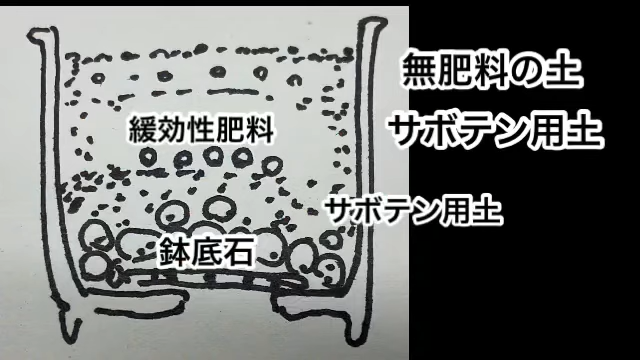 無肥料の土
サボテン用土
緩効性肥料
サボテン用土
鉢底石